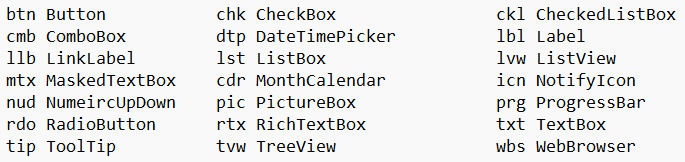 btn Button chk CheckBox ckl CheckedListBox
cmb ComboBox dtp DateTimePicker lbl Label
llb LinkLabel lst ListBox lvw ListView
mtx MaskedTextBox cdr MonthCalendar icn NotifyIcon
nud NumeircUpDown pic PictureBox prg ProgressBar
rdo RadioButton rtx RichTextBox txt TextBox
tip ToolTip tvw TreeView wbs WebBrowser